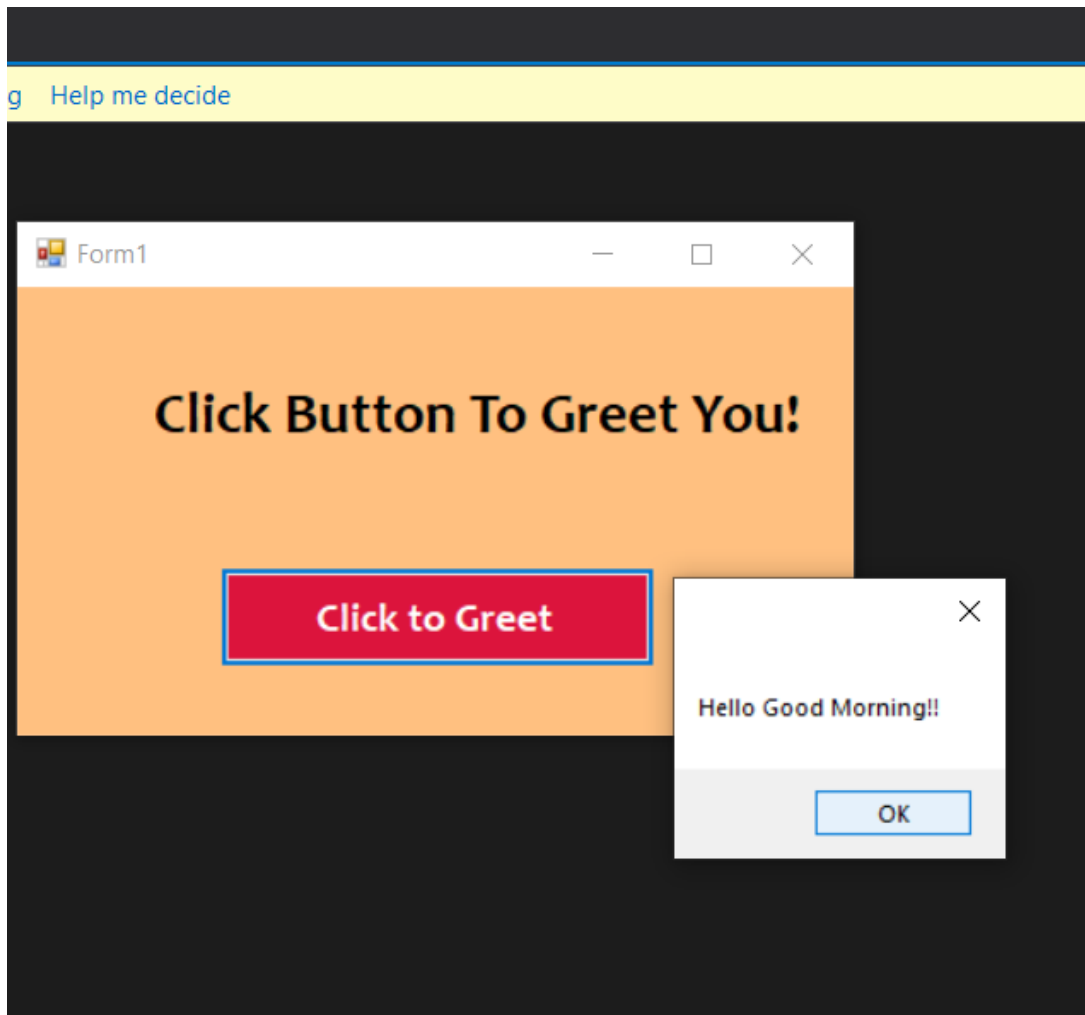 g Help me decide
Form1
Click Button To Greet You!
Click to Greet
Hello Good Morning!!
OK